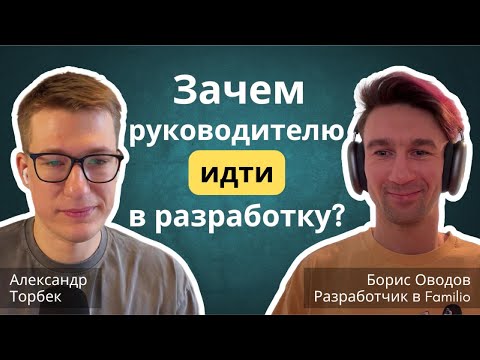 Зачем
руководителю
идти
в разработку?
Александр
Торбек
Борис Оводов
Разработчик в Familio